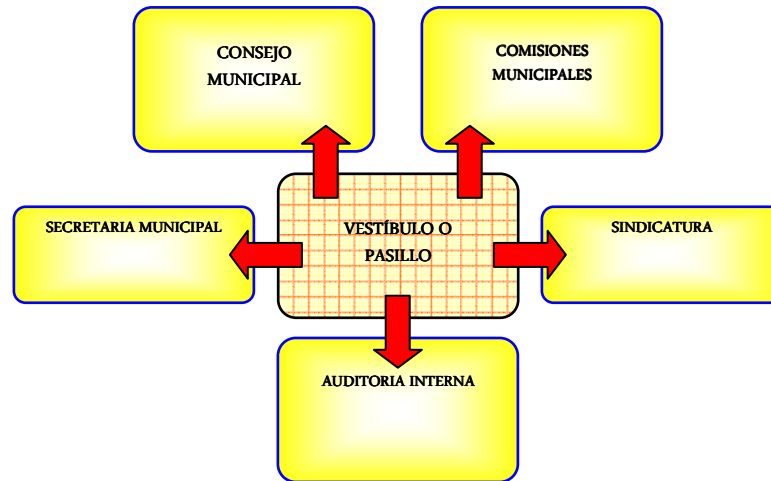 CONSEJO
MUNICIPAL
COMISIONES
MUNICIPALES
SECRETARIA MUNICIPAL
VESTÍBULO O
PASILLO
SINDICATURA
AUDITORIA INTERNA